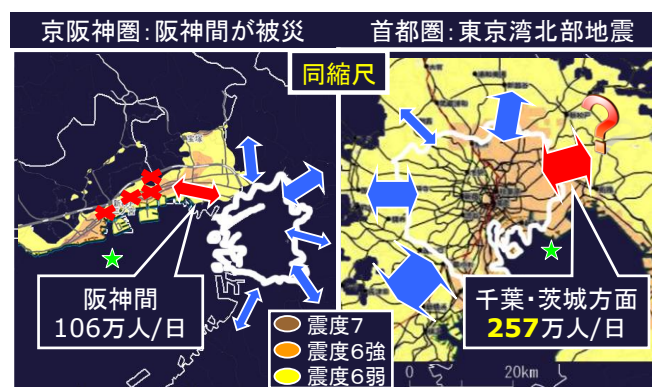 京阪神圏:阪神間が被災
首都圏:東京湾北部地震
同縮尺
?
阪神間
106万人/日
千葉・茨城方面
257万人/日
震度7
震度6強
震度6弱
0
20km